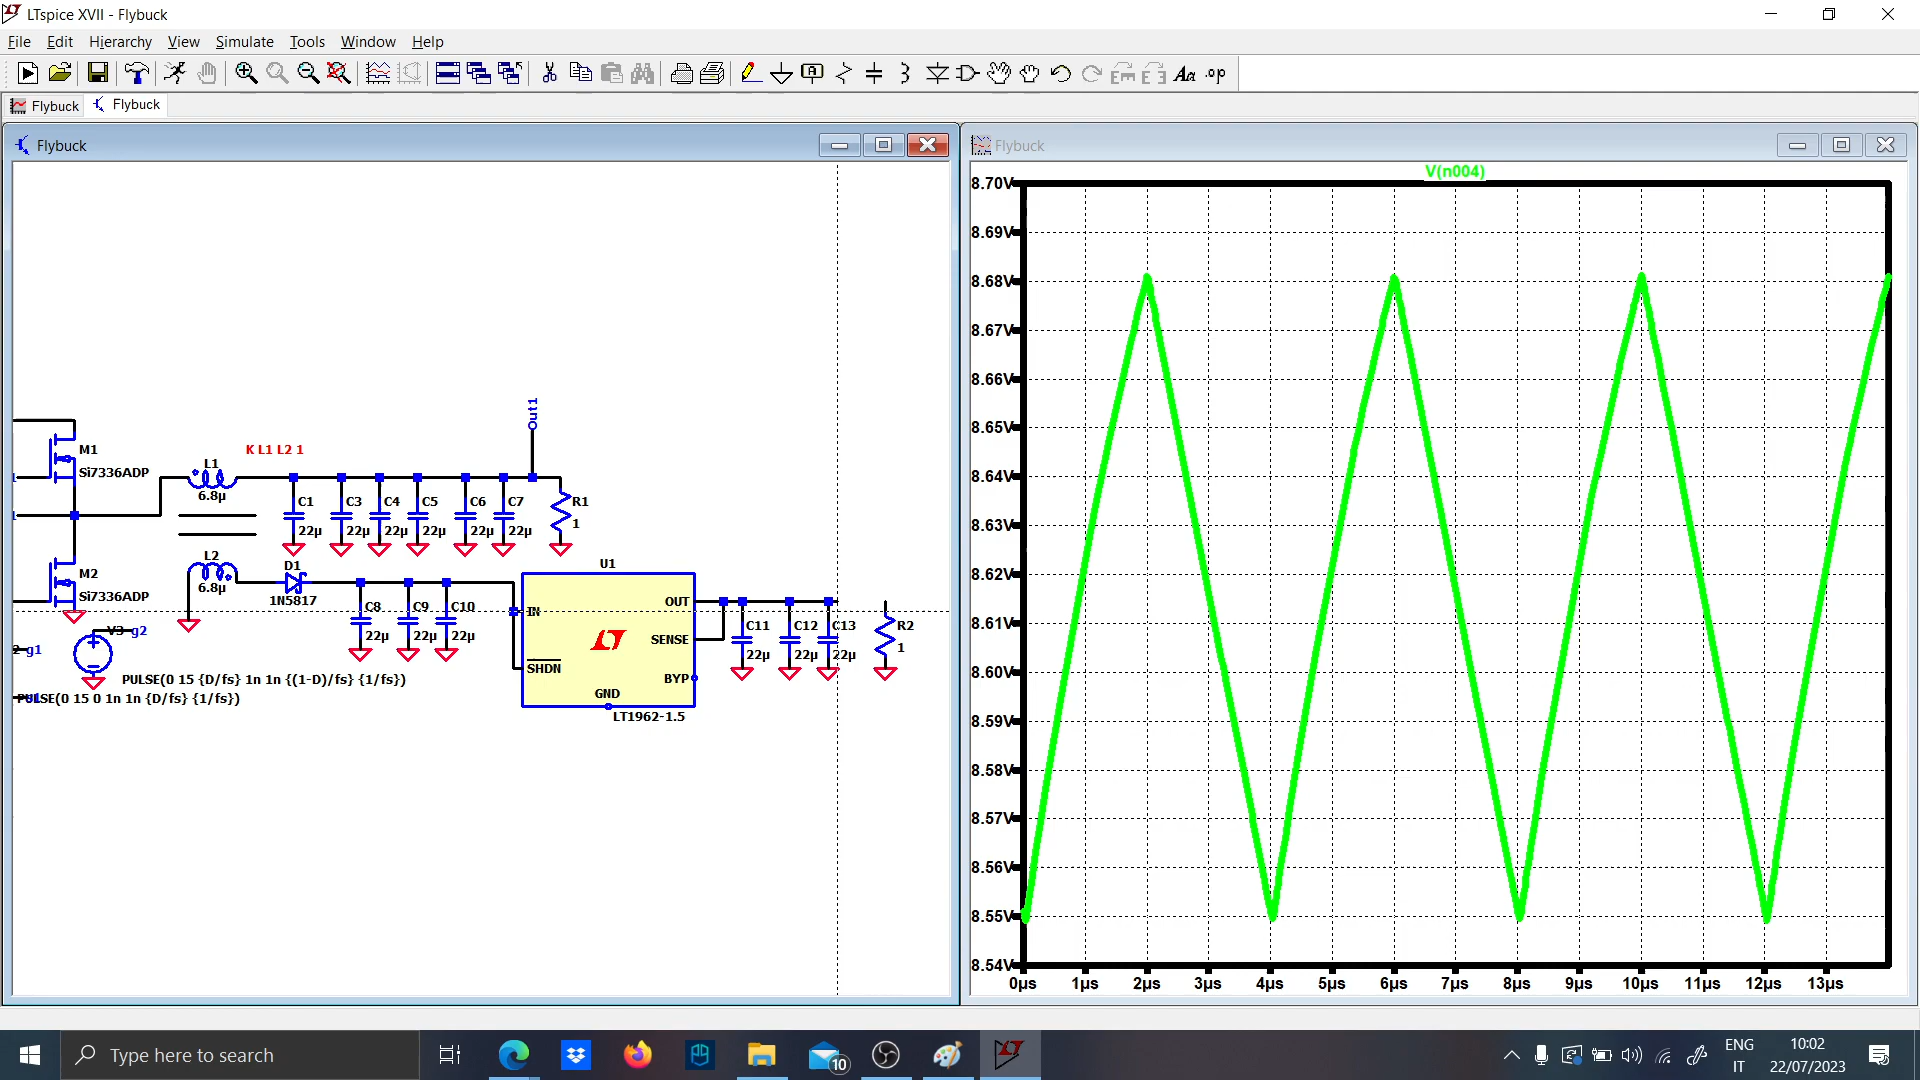 LTspice XVII - Flybuck
File Edit Hierarchy View Simulate Tools Window Help
.op
Flybuck Flybuck
Flybuck
Out1
K L1 L2 1
M1
Si7336ADP
L1
6.8µ
C1 C3 C4 C5 C6 C7 R1
22µ 22µ 22µ 22µ 22µ 22µ 1
L2
6.8µ
M2
Si7336ADP
D1
1N5817
C8 C9 C10
22µ 22µ 22µ
U1
IN
OUT
SENSE
SHDN
BYP
GND
LT1962-1.5
C11 C12 C13 R2
22µ 22µ 22µ 1
V3 g2
g1
PULSE(0 15 {D/fs} 1n 1n {(1-D)/fs} {1/fs})
PULSE(0 15 0 1n 1n {D/fs} {1/fs})
Flybuck
V(n004)
8.70V
8.69V
8.68V
8.67V
8.66V
8.65V
8.64V
8.63V
8.62V
8.61V
8.60V
8.59V
8.58V
8.57V
8.56V
8.55V
8.54V
0µs 1µs 2µs 3µs 4µs 5µs 6µs 7µs 8µs 9µs 10µs 11µs 12µs 13µs
Type here to search
10
ENG
IT
10:02
22/07/2023